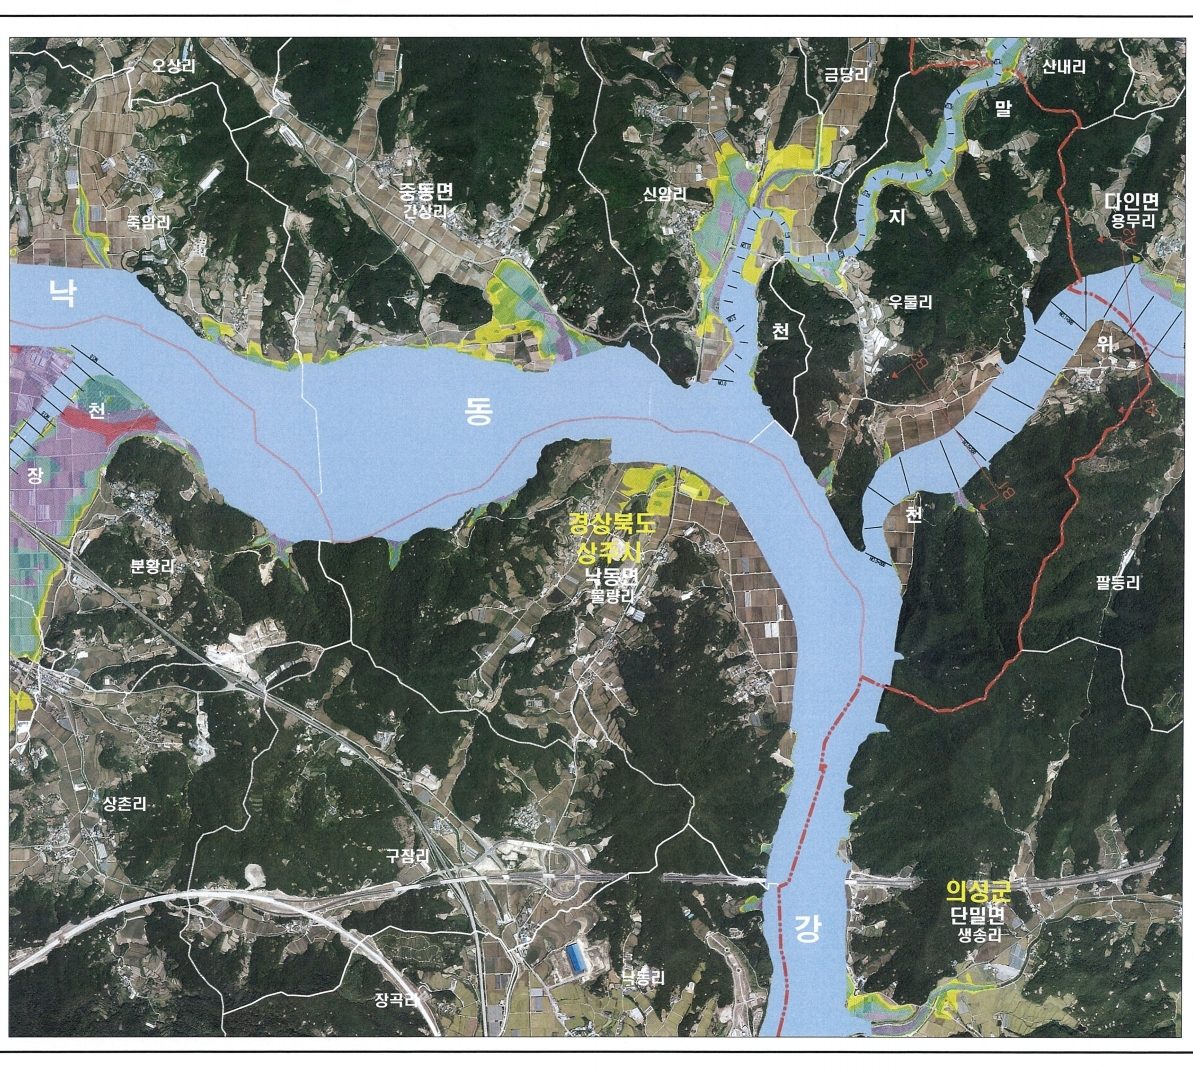 오상리
금당리
산내리
말
중동면
간상리
신암리
다인면
용무리
죽암리
지
낙
우물리
천
위
동
천
장
천
경상북도
상주시
낙동면
물량리
분황리
팔등리
상촌리
구잠리
의성군
단밀면
생송리
강
낙동리
장곡리